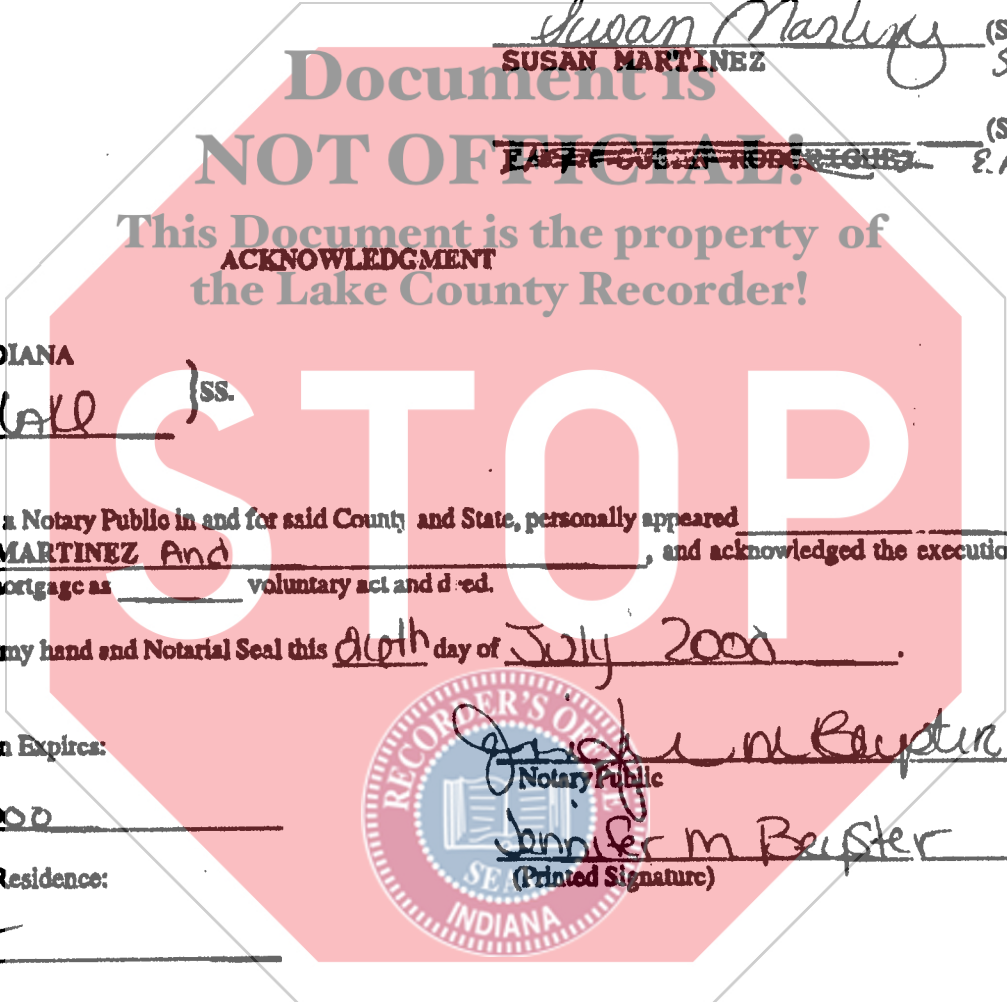 Susan Martinez (S
SUSAN MARTINEZ
Document is
NOT OFFICIAL!
(S
This Document is the property of
ACKNOWLEDGMENT
the Lake County Recorder!
DIANA
SS.
Lake
STOP
a Notary Public in and for said County and State, personally appeared
MARTINEZ And , and acknowledged the executio
ortgage as voluntary act and deed.
my hand and Notarial Seal this day of July 2000 .
RECORDER'S OFFICE
n Expires:
Notary Public
00
Jennifer M Beipster
SEAL
Residence:
(Printed Signature)
INDIANA